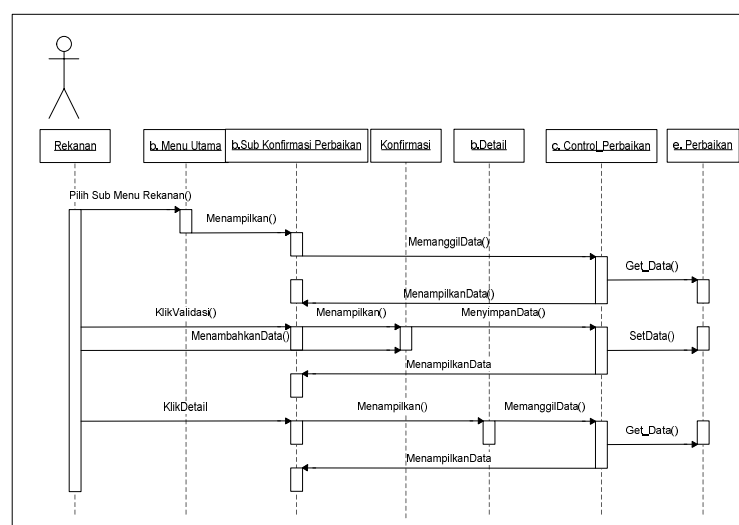 Rekanan
b. Menu Utama
b.Sub Konfirmasi Perbaikan
Konfirmasi
b.Detail
c. Control_Perbaikan
e. Perbaikan
Pilih Sub Menu Rekanan()
Menampilkan()
MemanggilData()
Get_Data()
MenampilkanData()
KlikValidasi()
Menampilkan()
MenyimpanData()
MenambahkanData()
SetData()
MenampilkanData
KlikDetail
Menampilkan()
MemanggilData()
Get_Data()
MenampilkanData